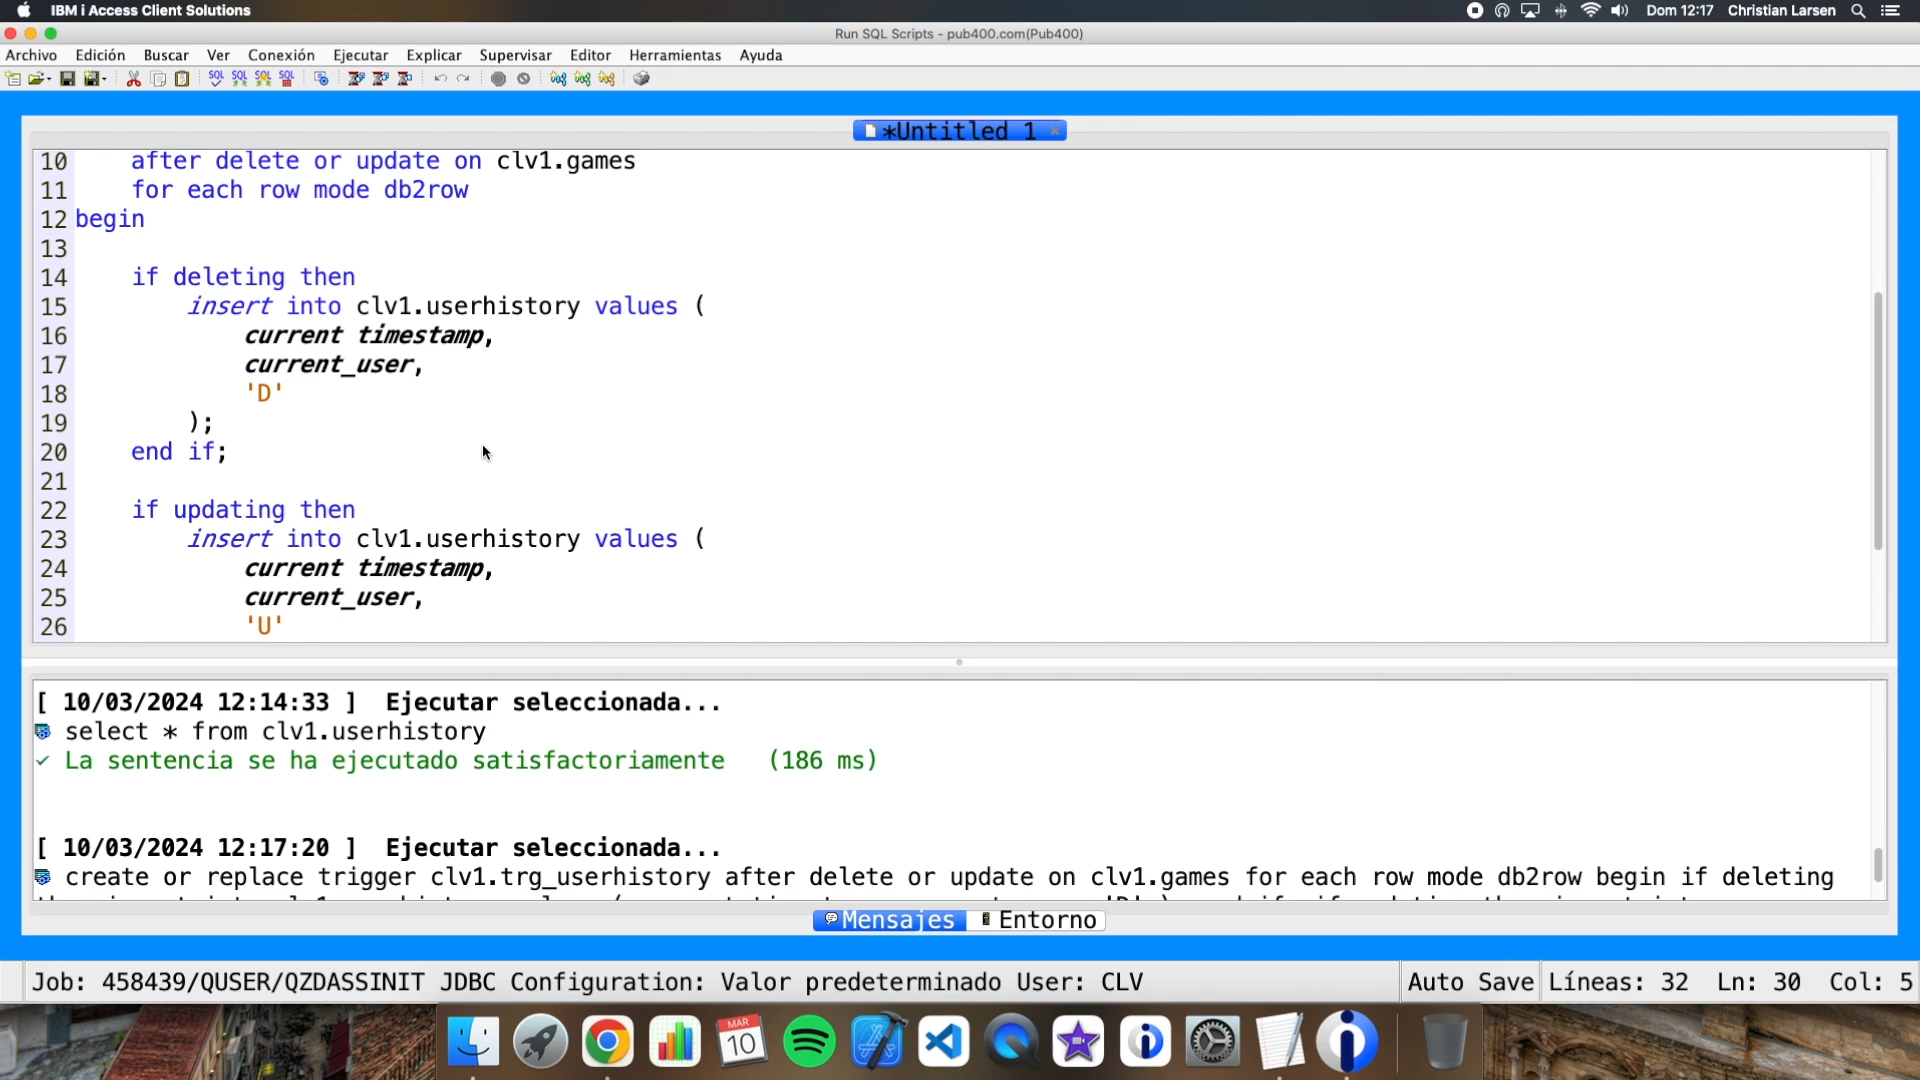 IBM i Access Client Solutions
Dom 12:17 Christian Larsen
Run SQL Scripts - pub400.com(Pub400)
Archivo Edición Buscar Ver Conexión Ejecutar Explicar Supervisar Editor Herramientas Ayuda
SQL SQL SQL SQL
*Untitled 1
10 after delete or update on clv1.games
11 for each row mode db2row
12 begin
13
14 if deleting then
15 insert into clv1.userhistory values (
16 current timestamp,
17 current_user,
18 'D'
19 );
20 end if;
21
22 if updating then
23 insert into clv1.userhistory values (
24 current timestamp,
25 current_user,
26 'U'
[ 10/03/2024 12:14:33 ] Ejecutar seleccionada...
select * from clv1.userhistory
✓ La sentencia se ha ejecutado satisfactoriamente (186 ms)
[ 10/03/2024 12:17:20 ] Ejecutar seleccionada...
create or replace trigger clv1.trg_userhistory after delete or update on clv1.games for each row mode db2row begin if deleting
Mensajes Entorno
Job: 458439/QUSER/QZDASSINIT JDBC Configuration: Valor predeterminado User: CLV Auto Save Líneas: 32 Ln: 30 Col: 5
MAR
10